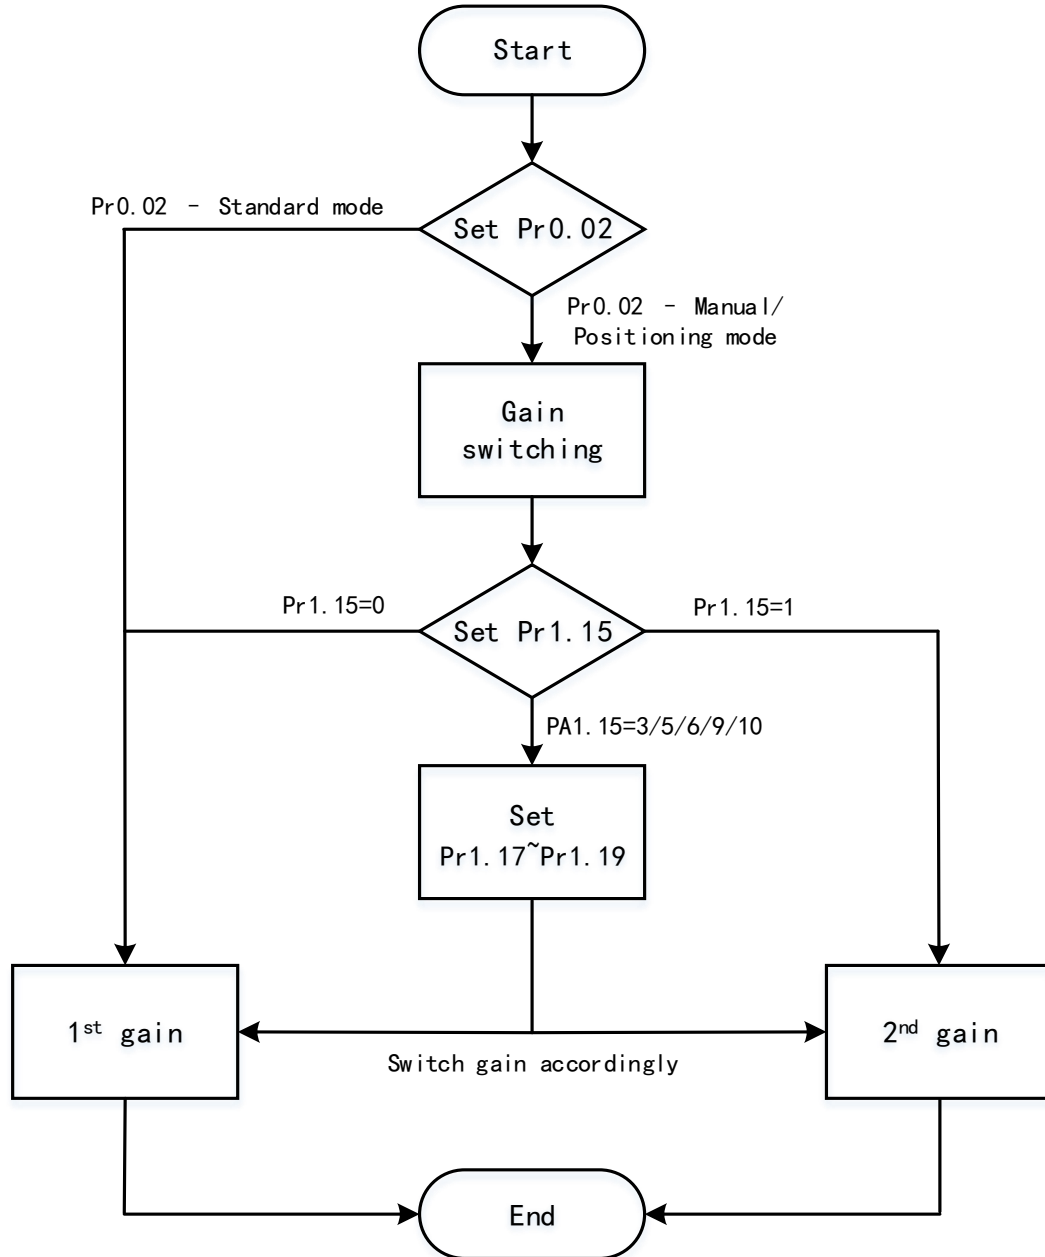 Start
Pr0.02 - Standard mode
Set Pr0.02
Pr0.02 - Manual/
Positioning mode
Gain
switching
Pr1.15=0
Set Pr1.15
Pr1.15=1
PA1.15=3/5/6/9/10
Set
Pr1.17~Pr1.19
1st gain
2nd gain
Switch gain accordingly
End